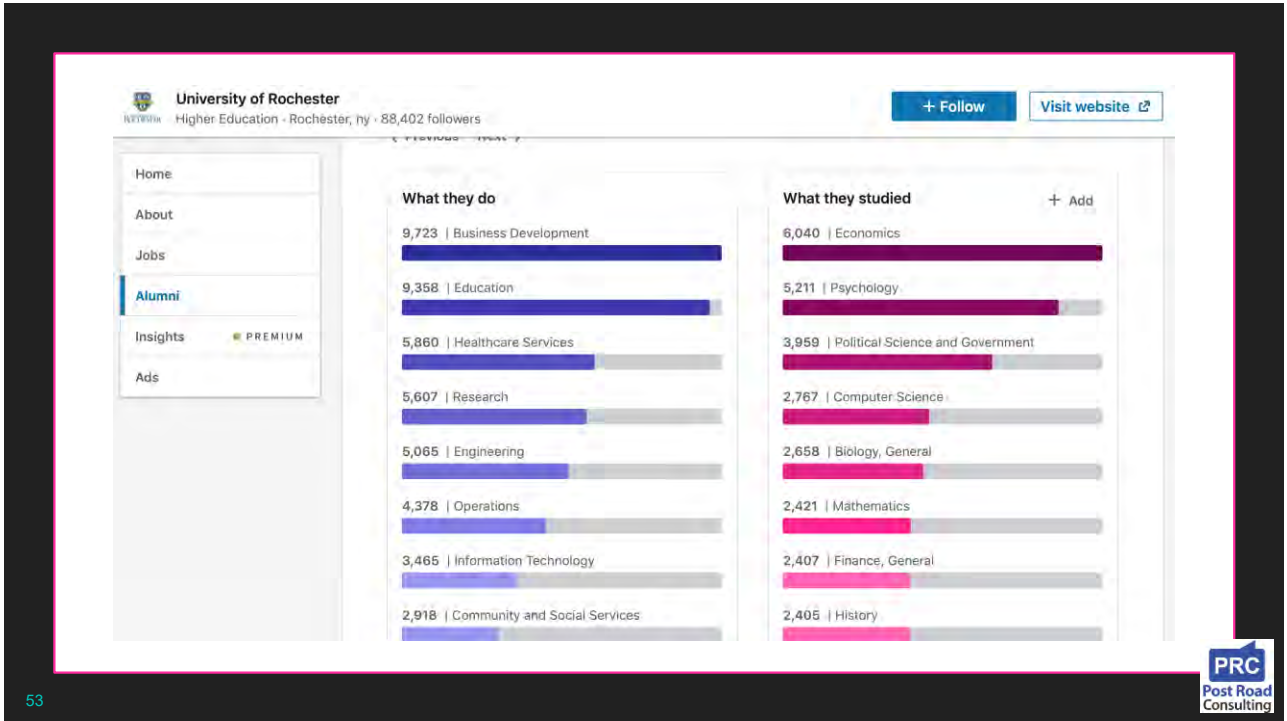 University of Rochester
Higher Education · Rochester, ny · 88,402 followers
+ Follow
Visit website
Previous Next
Home
About
Jobs
Alumni
Insights PREMIUM
Ads
What they do
9,723 | Business Development
9,358 | Education
5,860 | Healthcare Services
5,607 | Research
5,065 | Engineering
4,378 | Operations
3,465 | Information Technology
2,918 | Community and Social Services
What they studied + Add
6,040 | Economics
5,211 | Psychology
3,959 | Political Science and Government
2,767 | Computer Science
2,658 | Biology, General
2,421 | Mathematics
2,407 | Finance, General
2,405 | History
53
PRC
Post Road
Consulting